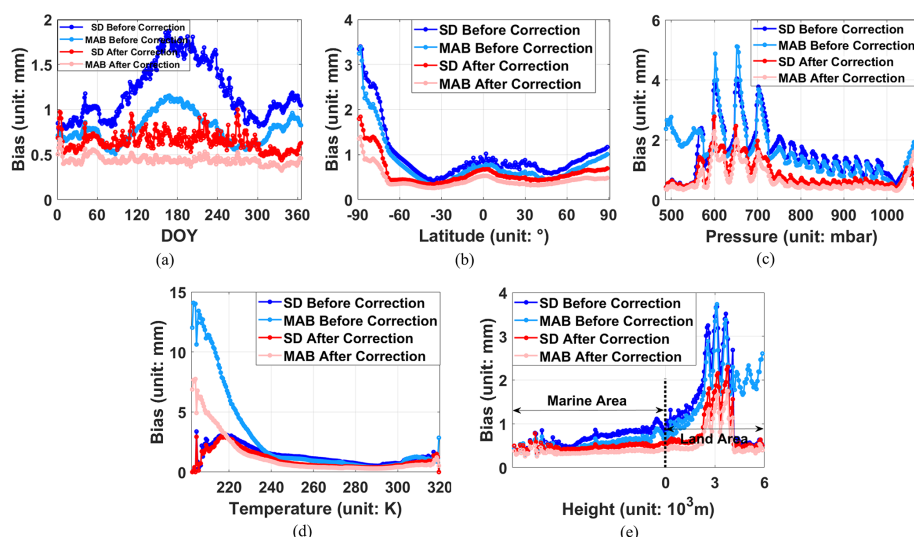 2
1.5
1
0.5
0
Bias (unit: mm)
SD Before Correction
MAB Before Correction
SD After Correction
MAB After Correction
0 60 120 180 240 300 360
DOY
(a)
4
3
2
1
0
Bias (unit: mm)
SD Before Correction
MAB Before Correction
SD After Correction
MAB After Correction
-90 -60 -30 0 30 60 90
Latitude (unit: °)
(b)
6
4
2
0
Bias (unit: mm)
SD Before Correction
MAB Before Correction
SD After Correction
MAB After Correction
500 600 700 800 900 1000
Pressure (unit: mbar)
(c)
15
10
5
0
Bias (unit: mm)
SD Before Correction
MAB Before Correction
SD After Correction
MAB After Correction
220 240 260 280 300 320
Temperature (unit: K)
(d)
4
3
2
1
0
Bias (unit: mm)
SD Before Correction
MAB Before Correction
SD After Correction
MAB After Correction
Marine Area
Land Area
0 3 6
Height (unit: 10³m)
(e)